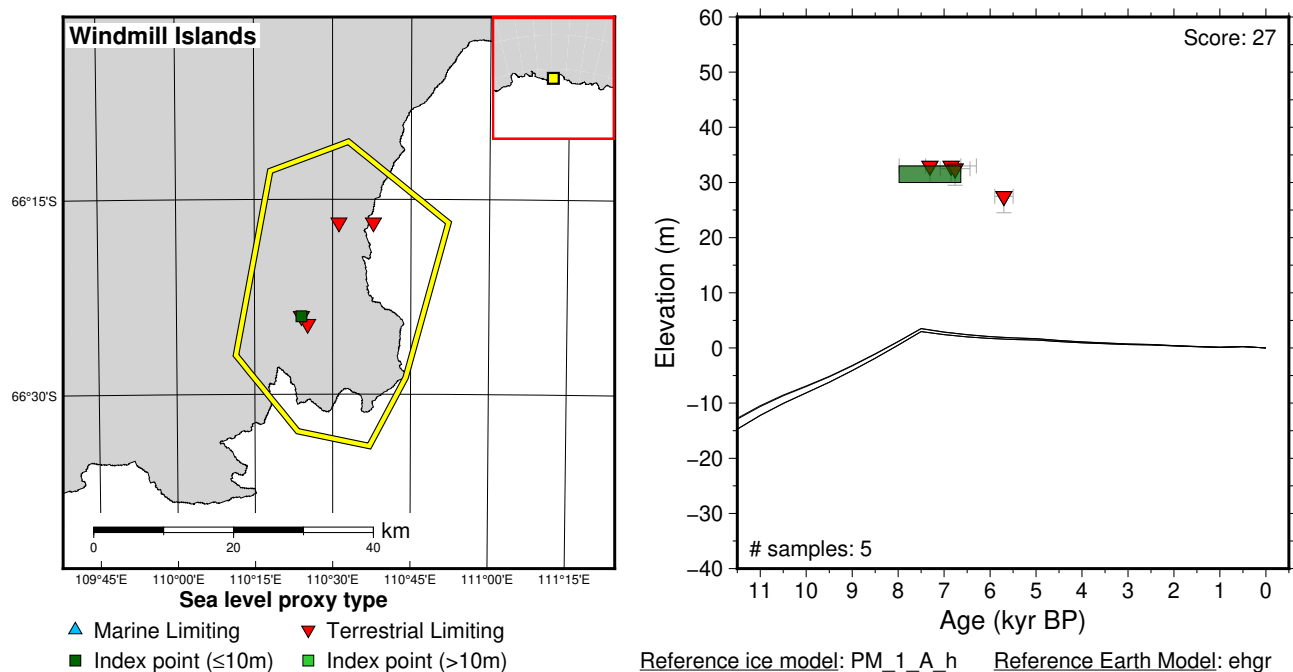 Windmill Islands
66°15'S
66°30'S
km
0 20 40
109°45'E 110°00'E 110°15'E 110°30'E 110°45'E 111°00'E 111°15'E
Sea level proxy type
Marine Limiting
Terrestrial Limiting
Index point (≤10m)
Index point (>10m)
Score: 27
60
50
40
30
20
10
0
−10
−20
−30
−40
Elevation (m)
# samples: 5
11 10 9 8 7 6 5 4 3 2 1 0
Age (kyr BP)
Reference ice model: PM_1_A_h Reference Earth Model: ehgr